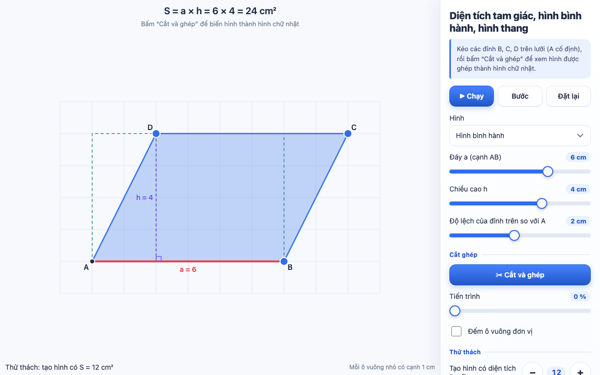 S = a × h = 6 × 4 = 24 cm²
Bấm “Cắt và ghép” để biến hình thành hình chữ nhật
D
C
h = 4
A
B
a = 6
Thử thách: tạo hình có S = 12 cm²
Mỗi ô vuông nhỏ có cạnh 1 cm
Diện tích tam giác, hình bình
hành, hình thang
Kéo các đỉnh B, C, D trên lưới (A cố định),
rồi bấm “Cắt và ghép” để xem hình được
ghép thành hình chữ nhật.
▶ Chạy
Bước
Đặt lại
Hình
Hình bình hành
Đáy a (cạnh AB)
6 cm
Chiều cao h
4 cm
Độ lệch của đỉnh trên so với A
2 cm
Cắt ghép
✂ Cắt và ghép
Tiến trình
0 %
Đếm ô vuông đơn vị
Thử thách
Tạo hình có diện tích
− 12 +